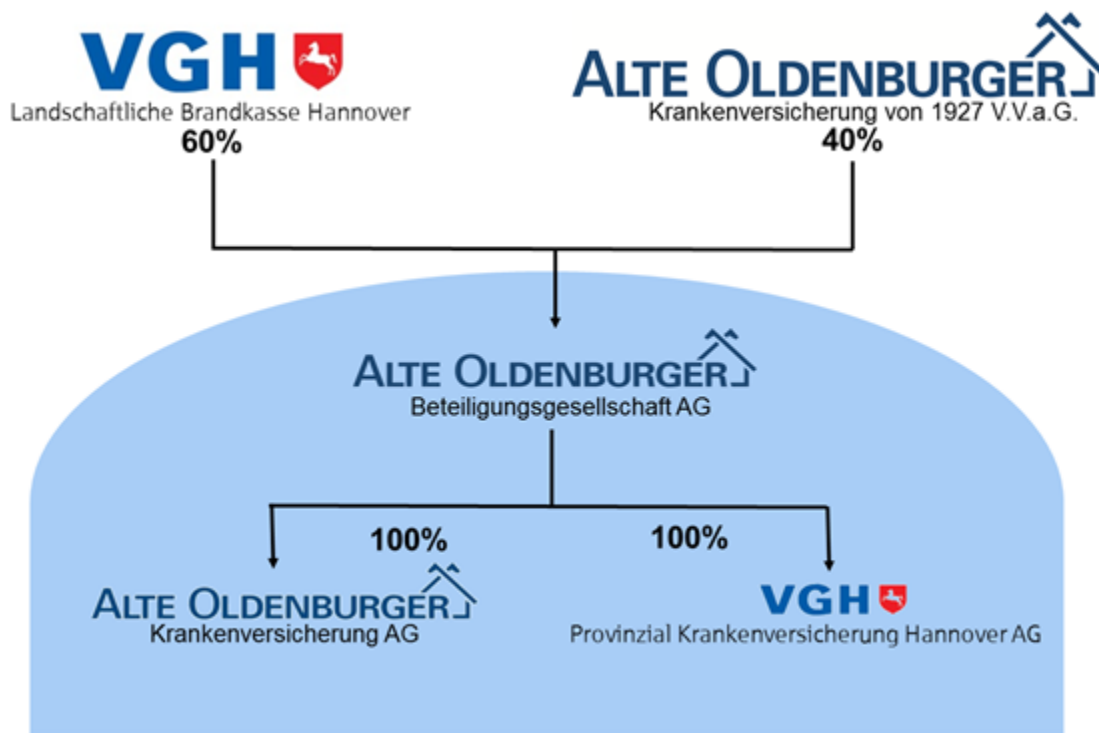 VGH
Landschaftliche Brandkasse Hannover
60%
ALTE OLDENBURGER
Krankenversicherung von 1927 V.V.a.G.
40%
ALTE OLDENBURGER
Beteiligungsgesellschaft AG
100%
100%
ALTE OLDENBURGER
Krankenversicherung AG
VGH
Provinzial Krankenversicherung Hannover AG